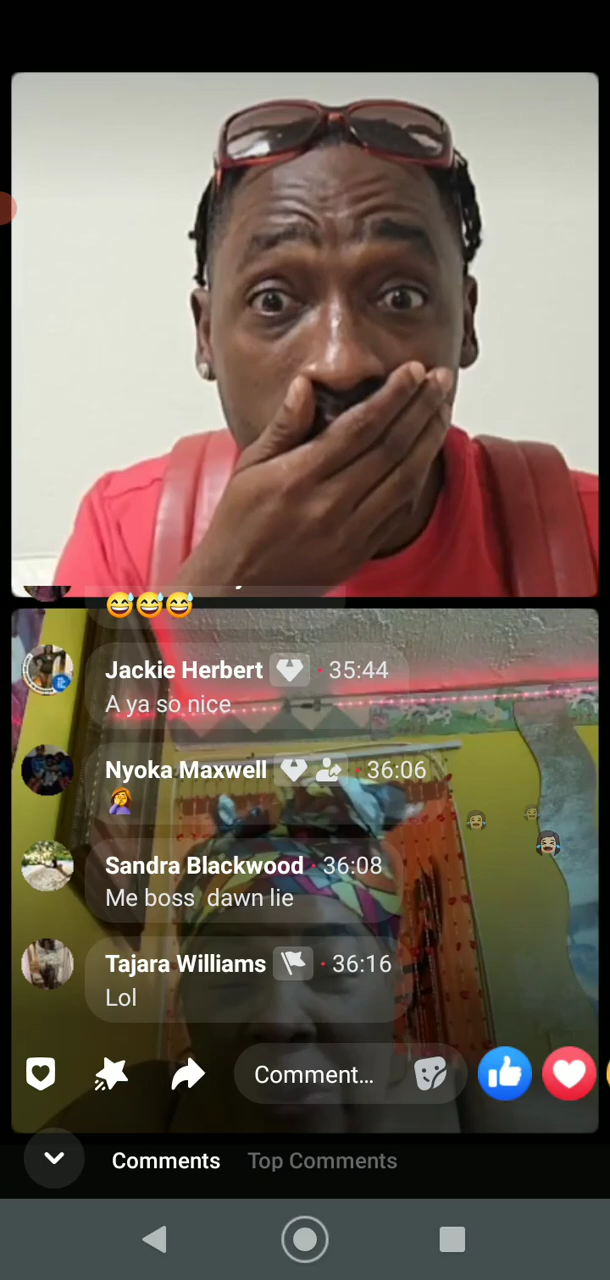 😅😅😅
Jackie Herbert · 35:44
A ya so nice
Nyoka Maxwell · 36:06
🤦
Sandra Blackwood · 36:08
Me boss dawn lie
Tajara Williams · 36:16
Lol
Comment...
Comments Top Comments